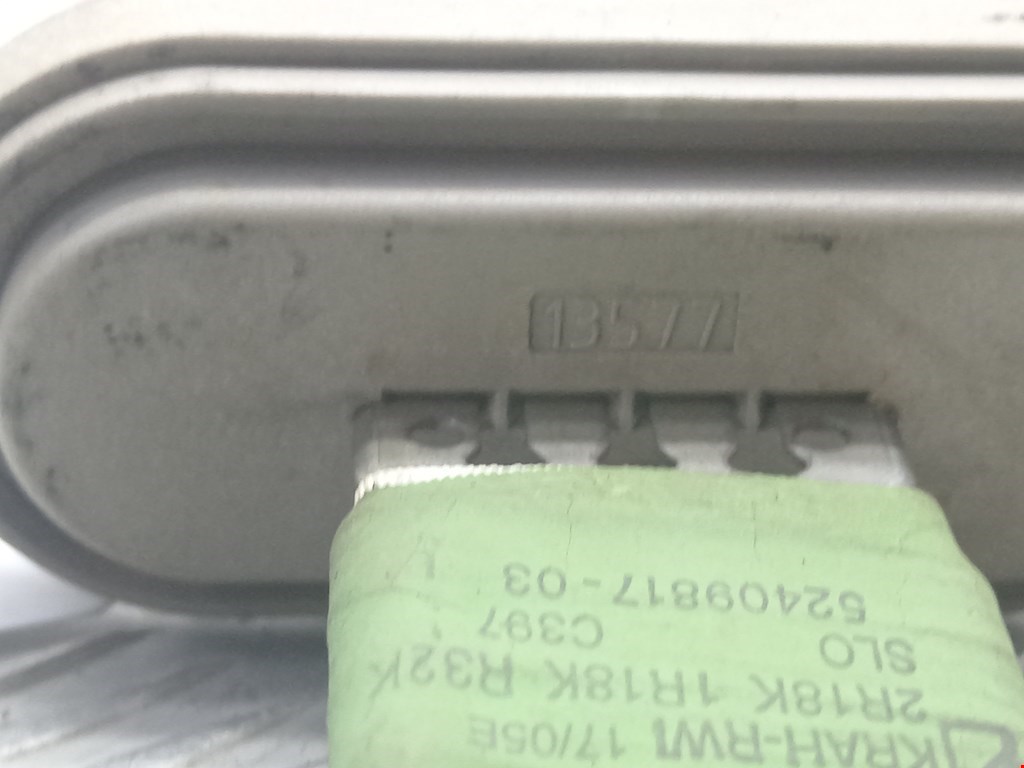 13577
KRAH-RWI 17/05E
2R18K 1R18K R32K
SLO C397
52409817-03